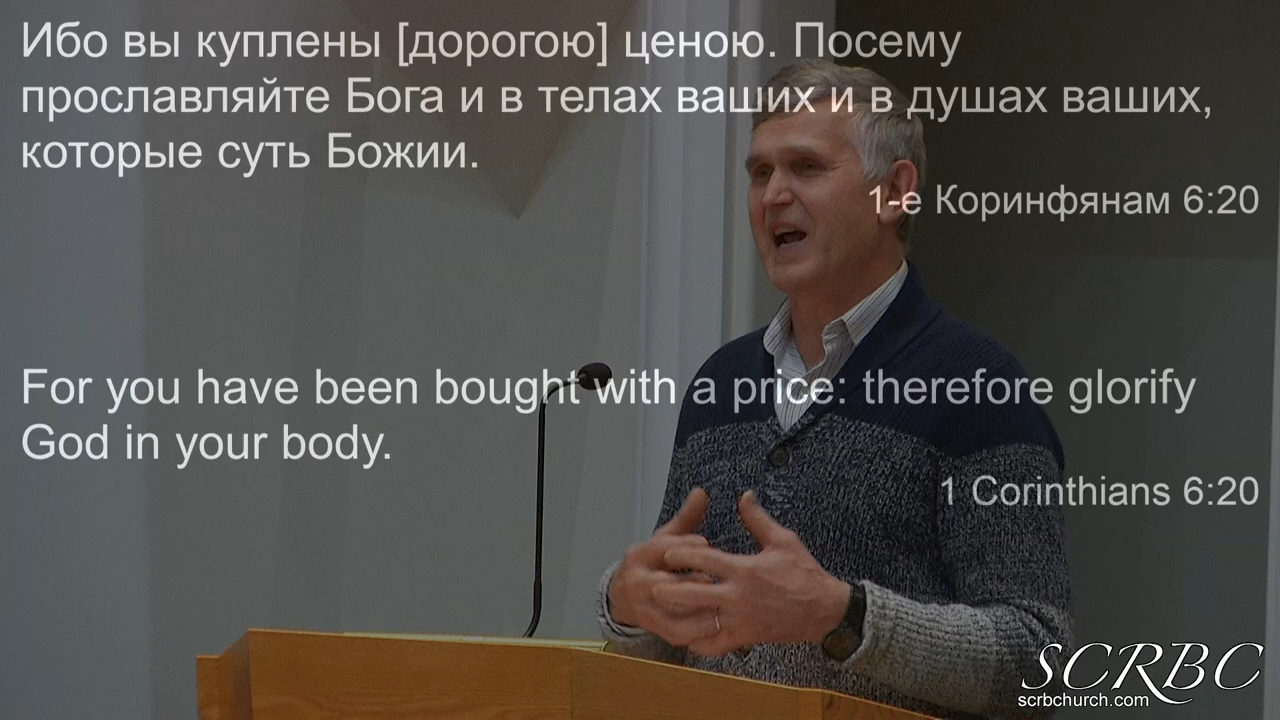 Ибо вы куплены [дорогою] ценою. Посему
прославляйте Бога и в телах ваших и в душах ваших,
которые суть Божии.
1-е Коринфянам 6:20
For you have been bought with a price: therefore glorify
God in your body.
1 Corinthians 6:20
SCRBC
scrbchurch.com